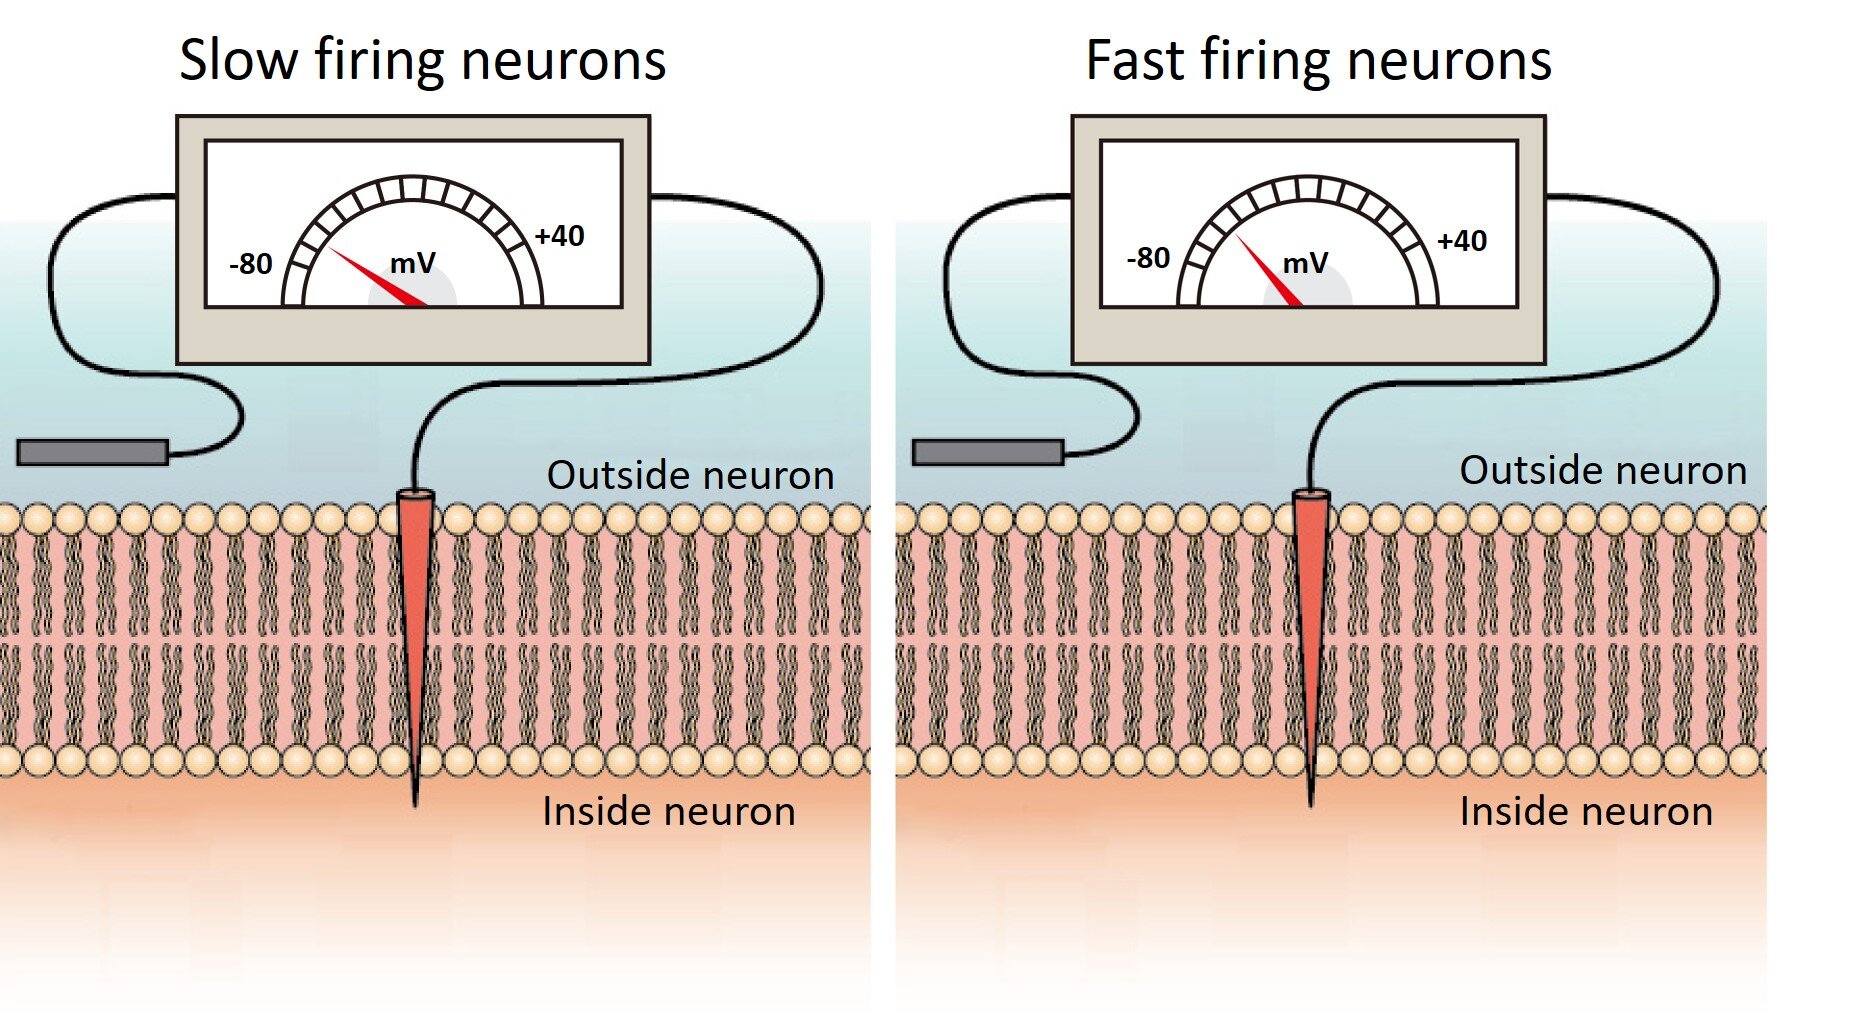 Slow firing neurons
-80
mV
+40
Outside neuron
Inside neuron
Fast firing neurons
-80
mV
+40
Outside neuron
Inside neuron